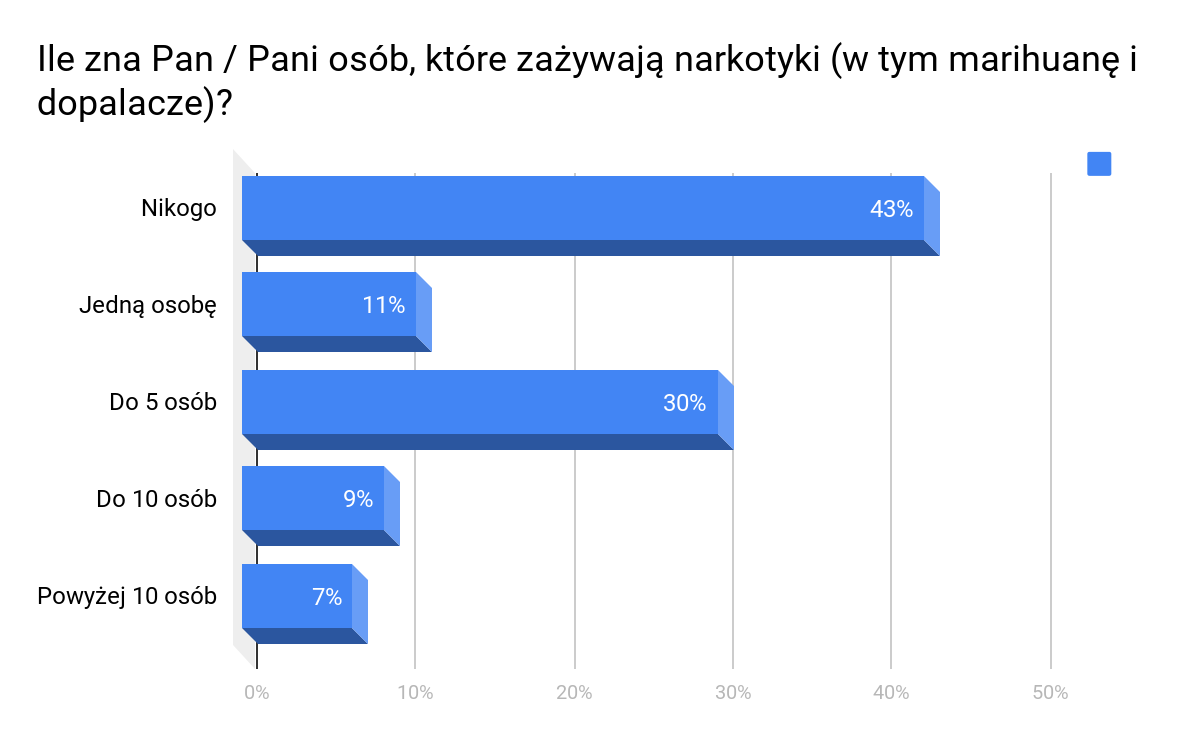 Ile zna Pan / Pani osób, które zażywają narkotyki (w tym marihuanę i
dopalacze)?
Nikogo
43%
Jedną osobę
11%
Do 5 osób
30%
Do 10 osób
9%
Powyżej 10 osób
7%
0%
10%
20%
30%
40%
50%